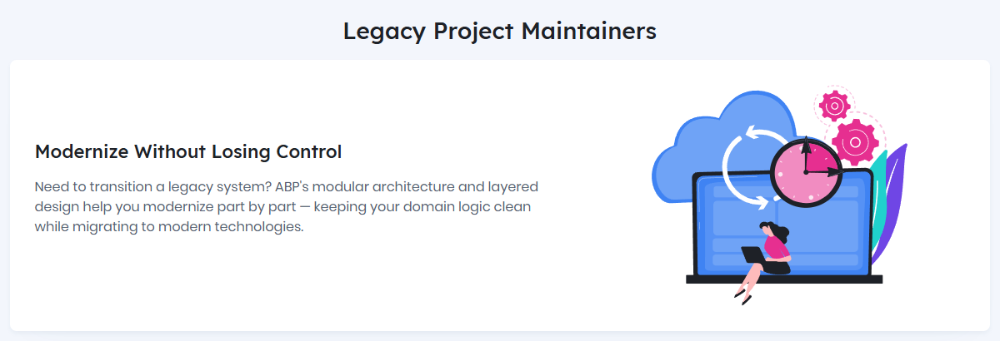 Legacy Project Maintainers
Modernize Without Losing Control
Need to transition a legacy system? ABP's modular architecture and layered
design help you modernize part by part — keeping your domain logic clean
while migrating to modern technologies.